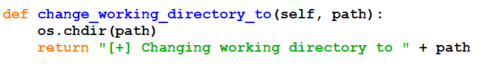 def change_working_directory_to(self, path):
    os.chdir(path)
    return "[+] Changing working directory to " + path